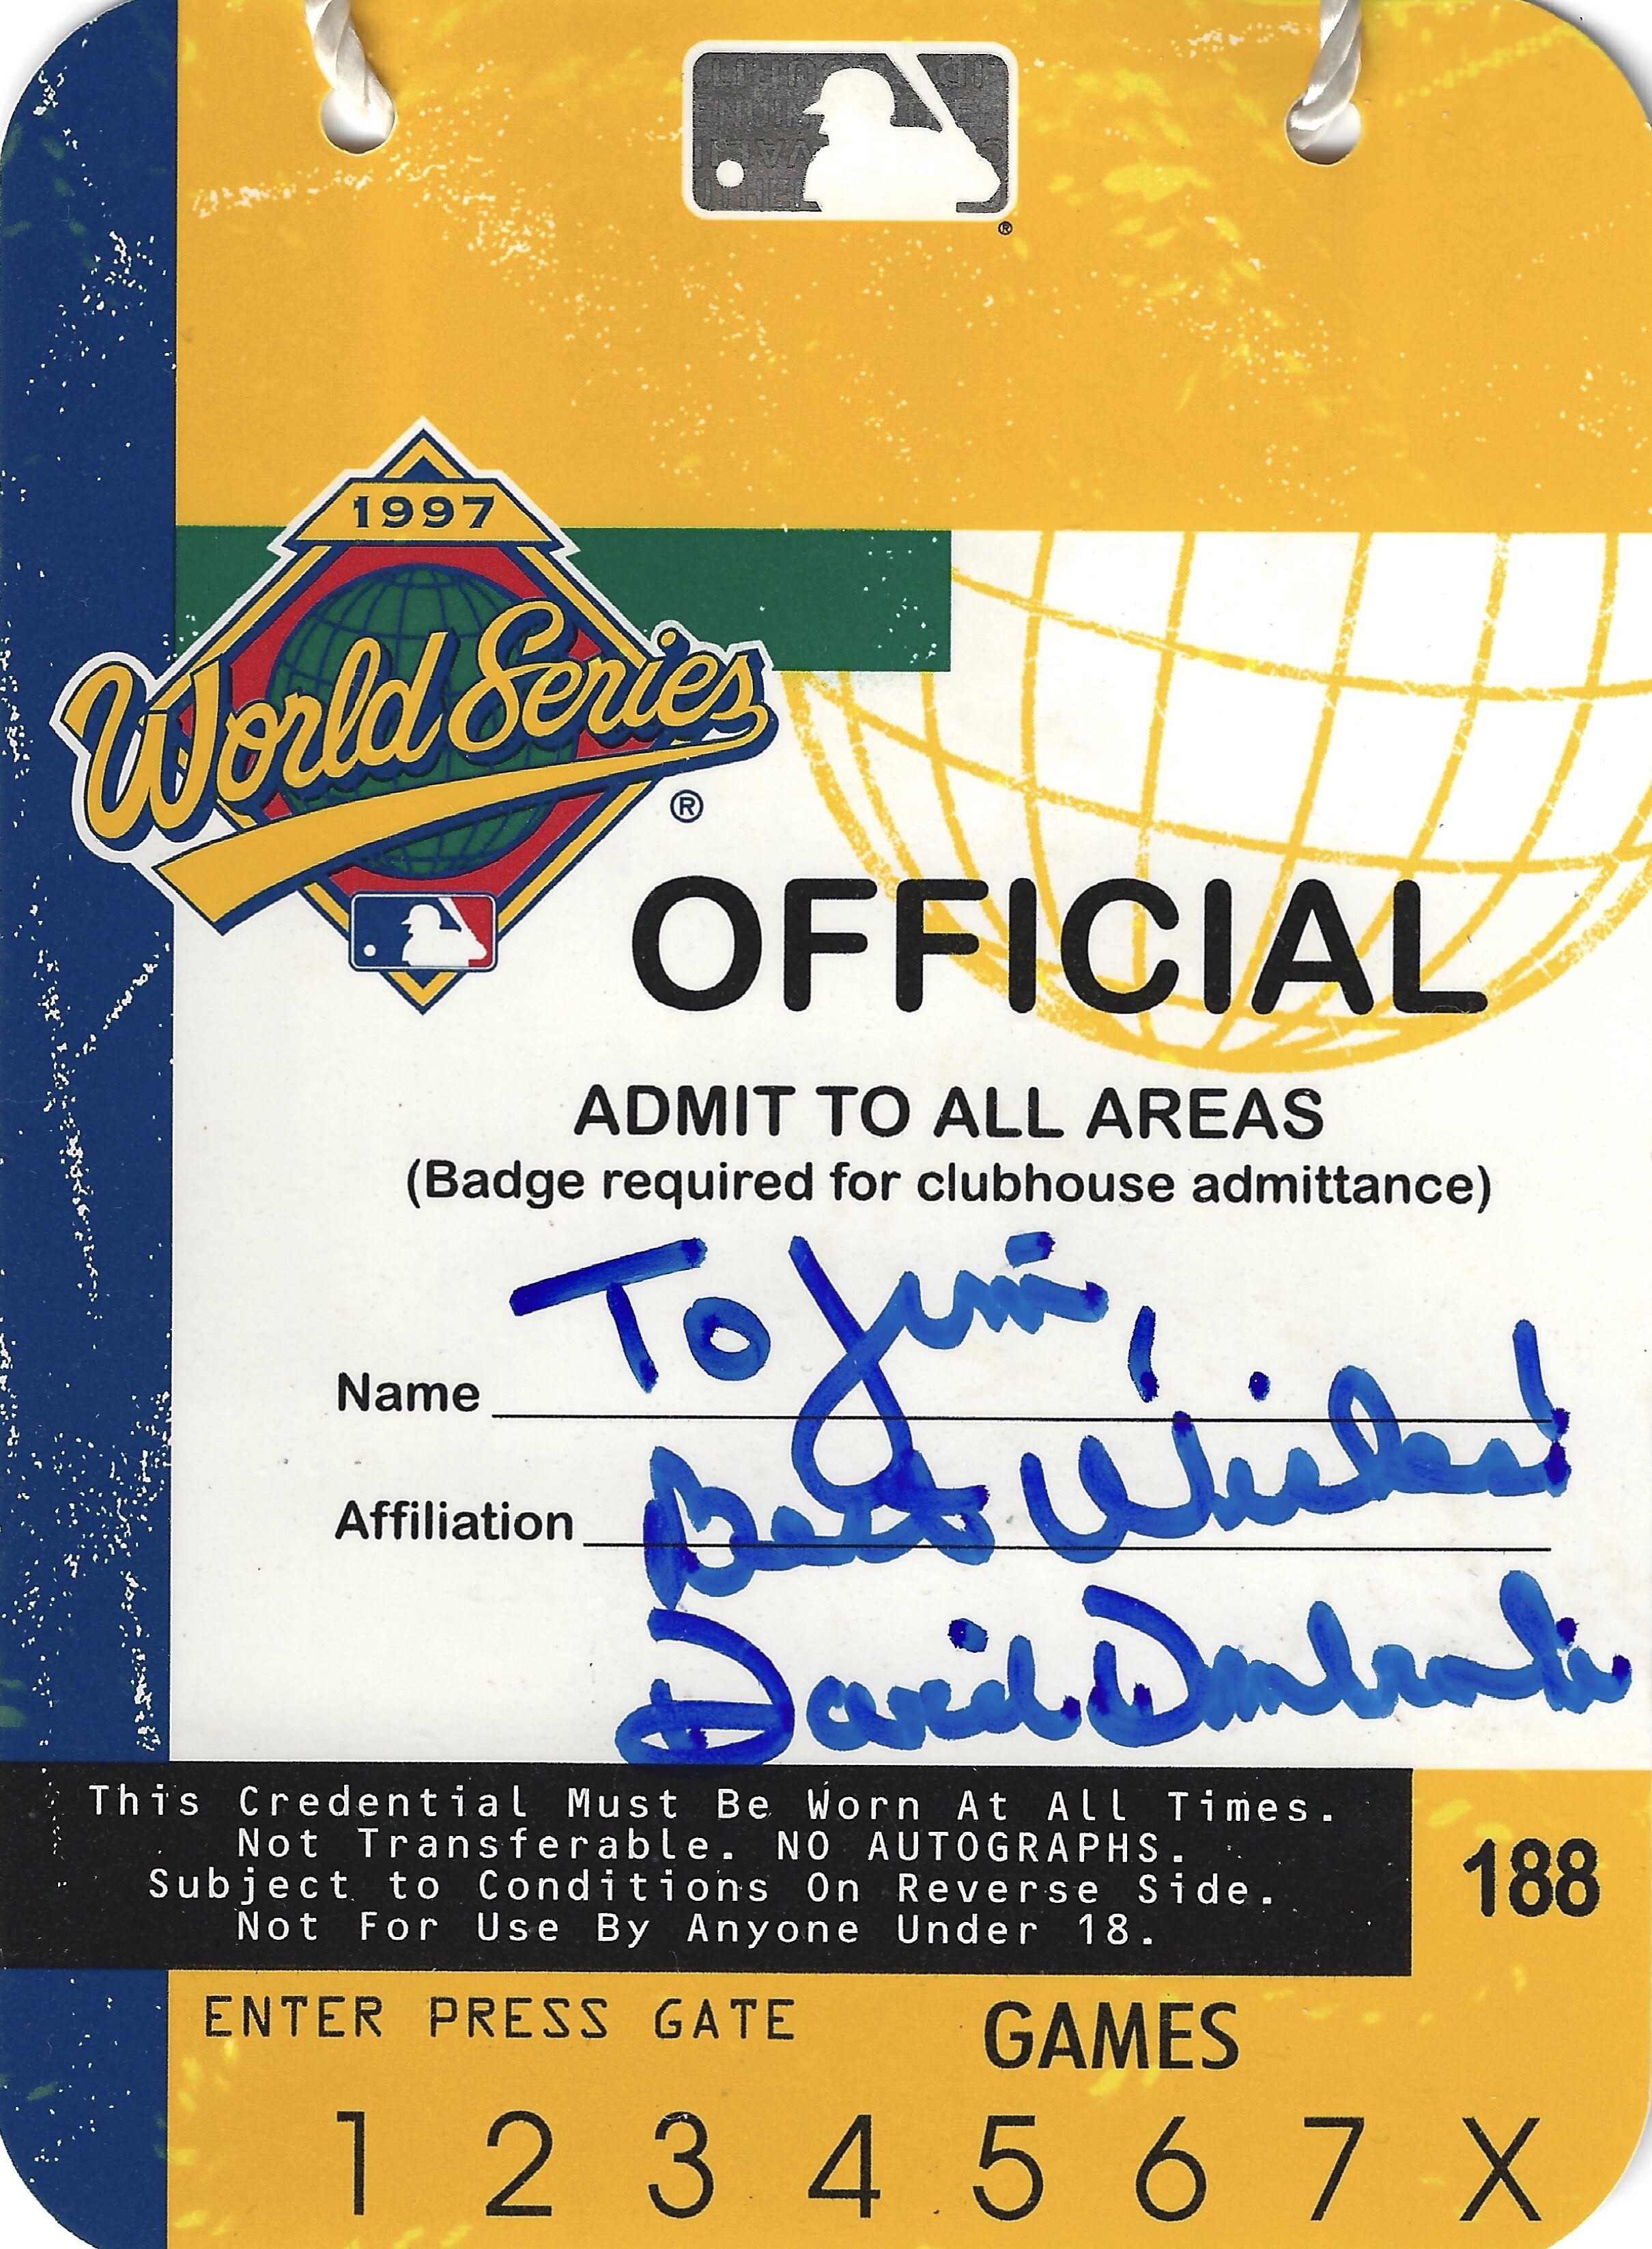 1997
World Series
®
OFFICIAL
ADMIT TO ALL AREAS
(Badge required for clubhouse admittance)
To Jim,
Name
Best Wishes!
Affiliation
David Dombrowski
This Credential Must Be Worn At All Times.
Not Transferable. NO AUTOGRAPHS.
Subject to Conditions On Reverse Side.
Not For Use By Anyone Under 18.
188
ENTER PRESS GATE GAMES
1 2 3 4 5 6 7 X